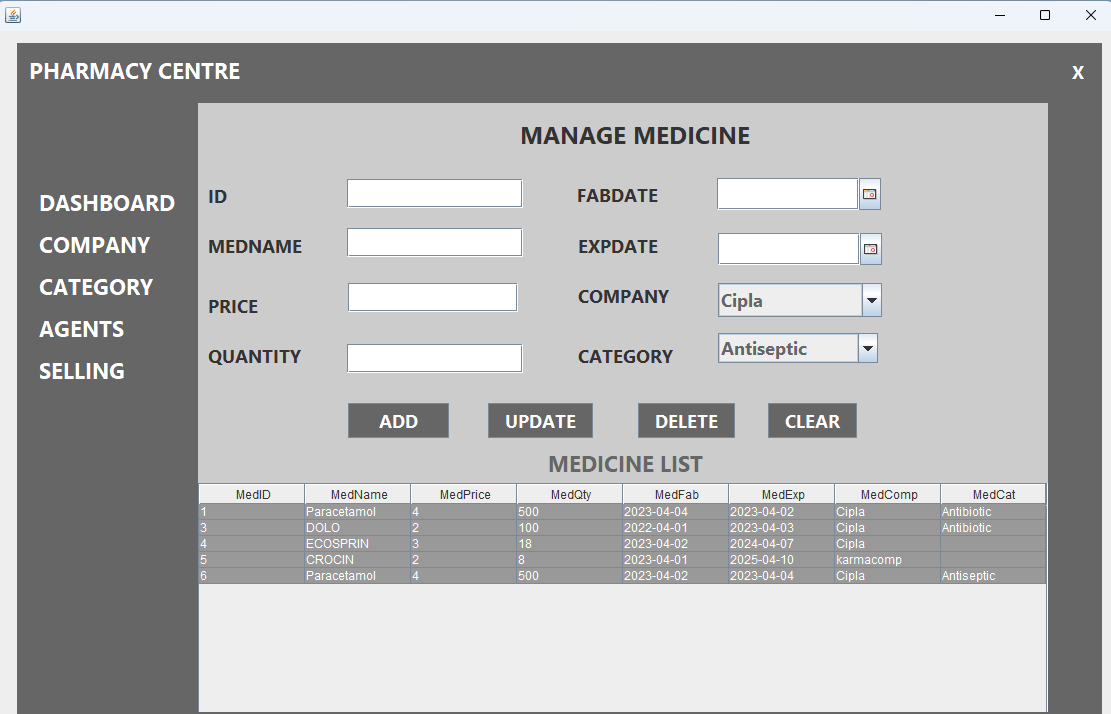 PHARMACY CENTRE
X
MANAGE MEDICINE
DASHBOARD
COMPANY
CATEGORY
AGENTS
SELLING
ID
FABDATE
MEDNAME
EXPDATE
PRICE
COMPANY Cipla
QUANTITY
CATEGORY Antiseptic
ADD UPDATE DELETE CLEAR
MEDICINE LIST
MedID MedName MedPrice MedQty MedFab MedExp MedComp MedCat
1 Paracetamol 4 500 2023-04-04 2023-04-02 Cipla Antibiotic
3 DOLO 2 100 2022-04-01 2023-04-03 Cipla Antibiotic
4 ECOSPRIN 3 18 2023-04-02 2024-04-07 Cipla
5 CROCIN 2 8 2023-04-01 2025-04-10 karmacomp
6 Paracetamol 4 500 2023-04-02 2023-04-04 Cipla Antiseptic